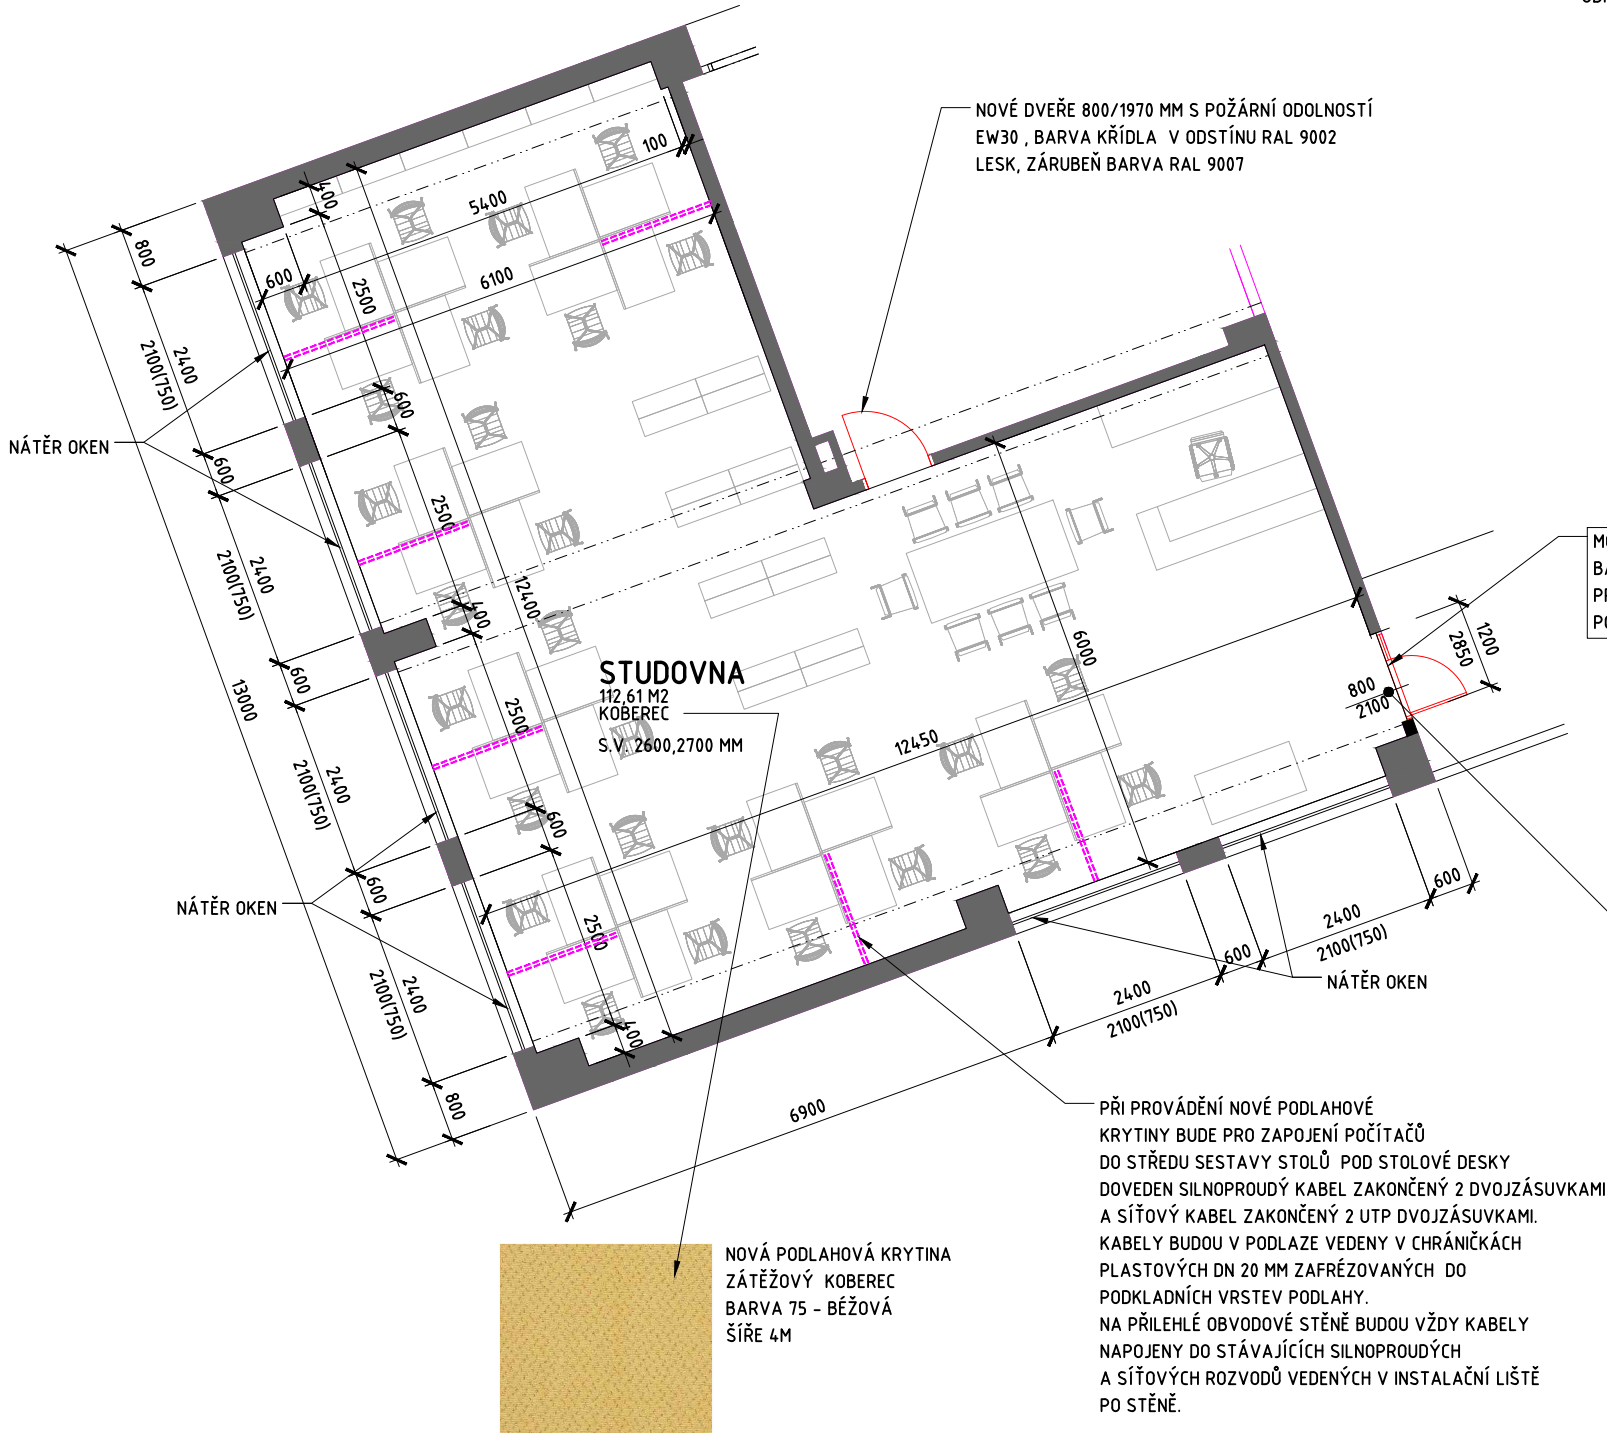 NOVÉ DVEŘE 800/1970 MM S POŽÁRNÍ ODOLNOSTÍ
EW30 , BARVA KŘÍDLA V ODSTÍNU RAL 9002
LESK, ZÁRUBEŇ BARVA RAL 9007
100
400
5400
800
600
2500
6100
2400
2100(750)
600
NÁTĚR OKEN
600
2500
2400
2100(750)
12400
400
600
1200
2850
6000
STUDOVNA
112,61 M2
KOBEREC
S.V. 2600,2700 MM
13000
800
2100
2500
12450
2400
2100(750)
600
600
NÁTĚR OKEN
2500
600
2400
2100(750)
600
2400
2100(750)
NÁTĚR OKEN
2400
2100(750)
400
800
6900
PŘI PROVÁDĚNÍ NOVÉ PODLAHOVÉ
KRYTINY BUDE PRO ZAPOJENÍ POČÍTAČŮ
DO STŘEDU SESTAVY STOLŮ POD STOLOVÉ DESKY
DOVEDEN SILNOPROUDÝ KABEL ZAKONČENÝ 2 DVOJZÁSUVKAMI
A SÍŤOVÝ KABEL ZAKONČENÝ 2 UTP DVOJZÁSUVKAMI.
KABELY BUDOU V PODLAZE VEDENY V CHRÁNIČKÁCH
PLASTOVÝCH DN 20 MM ZAFRÉZOVANÝCH DO
PODKLADNÍCH VRSTEV PODLAHY.
NA PŘILEHLÉ OBVODOVÉ STĚNĚ BUDOU VŽDY KABELY
NAPOJENY DO STÁVAJÍCÍCH SILNOPROUDÝCH
A SÍŤOVÝCH ROZVODŮ VEDENÝCH V INSTALAČNÍ LIŠTĚ
PO STĚNĚ.
NOVÁ PODLAHOVÁ KRYTINA
ZÁTĚŽOVÝ KOBEREC
BARVA 75 - BÉŽOVÁ
ŠÍŘE 4M